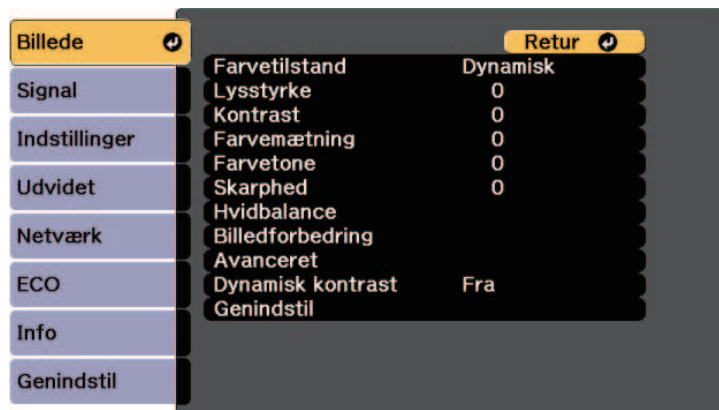 Billede
Signal
Indstillinger
Udvidet
Netværk
ECO
Info
Genindstil
Retur
Farvetilstand Dynamisk
Lysstyrke 0
Kontrast 0
Farvemætning 0
Farvetone 0
Skarphed 0
Hvidbalance
Billedforbedring
Avanceret
Dynamisk kontrast Fra
Genindstil